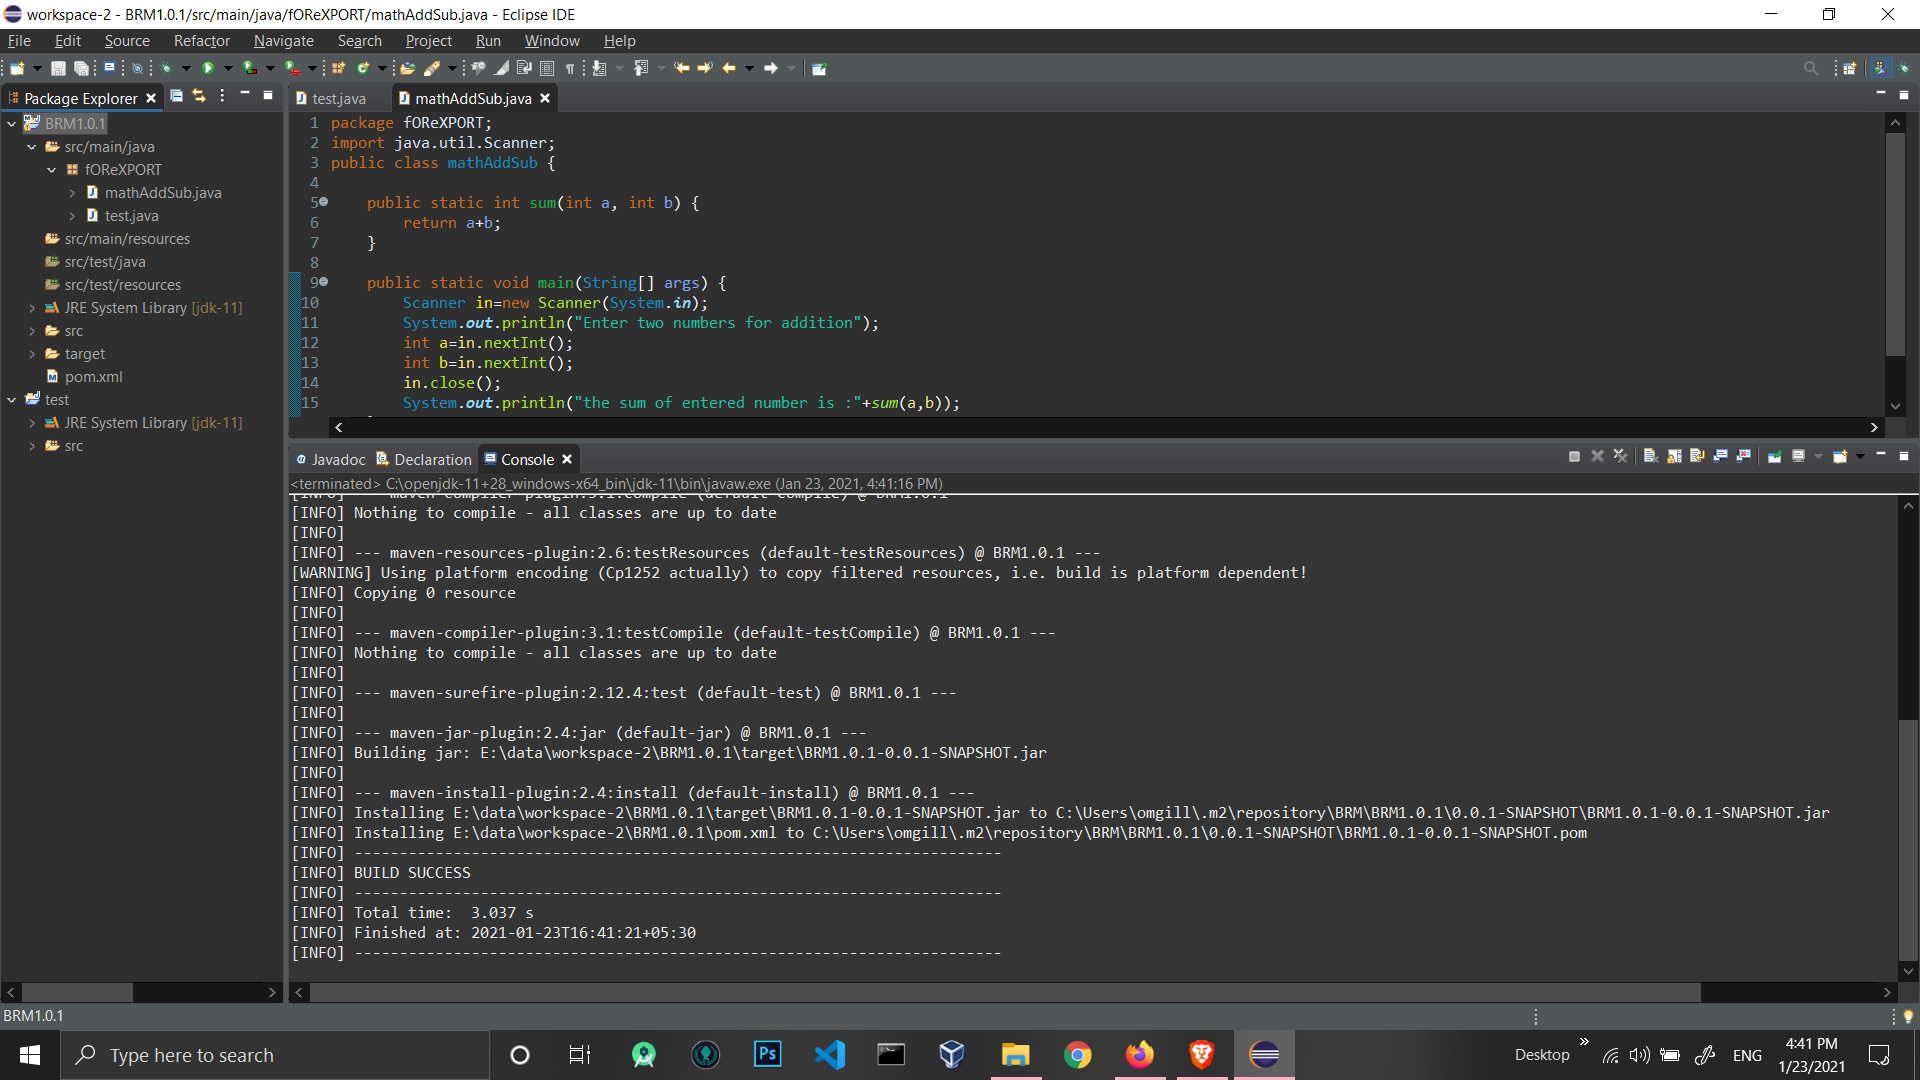 workspace-2 - BRM1.0.1/src/main/java/fOReXPORT/mathAddSub.java - Eclipse IDE
File Edit Source Refactor Navigate Search Project Run Window Help
Package Explorer
BRM1.0.1
src/main/java
fOReXPORT
mathAddSub.java
test.java
src/main/resources
src/test/java
src/test/resources
JRE System Library [jdk-11]
src
target
pom.xml
test
JRE System Library [jdk-11]
src
test.java mathAddSub.java
1 package fOReXPORT;
2 import java.util.Scanner;
3 public class mathAddSub {
4
5 public static int sum(int a, int b) {
6 return a+b;
7 }
8
9 public static void main(String[] args) {
10 Scanner in=new Scanner(System.in);
11 System.out.println("Enter two numbers for addition");
12 int a=in.nextInt();
13 int b=in.nextInt();
14 in.close();
15 System.out.println("the sum of entered number is :"+sum(a,b));
Javadoc Declaration Console
<terminated> C:\openjdk-11+28_windows-x64_bin\jdk-11\bin\javaw.exe (Jan 23, 2021, 4:41:16 PM)
[INFO] --- maven-compiler-plugin:3.1:compile (default-compile) @ BRM1.0.1
[INFO] Nothing to compile - all classes are up to date
[INFO]
[INFO] --- maven-resources-plugin:2.6:testResources (default-testResources) @ BRM1.0.1 ---
[WARNING] Using platform encoding (Cp1252 actually) to copy filtered resources, i.e. build is platform dependent!
[INFO] Copying 0 resource
[INFO]
[INFO] --- maven-compiler-plugin:3.1:testCompile (default-testCompile) @ BRM1.0.1 ---
[INFO] Nothing to compile - all classes are up to date
[INFO]
[INFO] --- maven-surefire-plugin:2.12.4:test (default-test) @ BRM1.0.1 ---
[INFO]
[INFO] --- maven-jar-plugin:2.4:jar (default-jar) @ BRM1.0.1 ---
[INFO] Building jar: E:\data\workspace-2\BRM1.0.1\target\BRM1.0.1-0.0.1-SNAPSHOT.jar
[INFO]
[INFO] --- maven-install-plugin:2.4:install (default-install) @ BRM1.0.1 ---
[INFO] Installing E:\data\workspace-2\BRM1.0.1\target\BRM1.0.1-0.0.1-SNAPSHOT.jar to C:\Users\omgill\.m2\repository\BRM\BRM1.0.1\0.0.1-SNAPSHOT\BRM1.0.1-0.0.1-SNAPSHOT.jar
[INFO] Installing E:\data\workspace-2\BRM1.0.1\pom.xml to C:\Users\omgill\.m2\repository\BRM\BRM1.0.1\0.0.1-SNAPSHOT\BRM1.0.1-0.0.1-SNAPSHOT.pom
[INFO] ------------------------------------------------------------------------
[INFO] BUILD SUCCESS
[INFO] ------------------------------------------------------------------------
[INFO] Total time:  3.037 s
[INFO] Finished at: 2021-01-23T16:41:21+05:30
[INFO] ------------------------------------------------------------------------
BRM1.0.1
Type here to search
Ps
Desktop
ENG
4:41 PM
1/23/2021